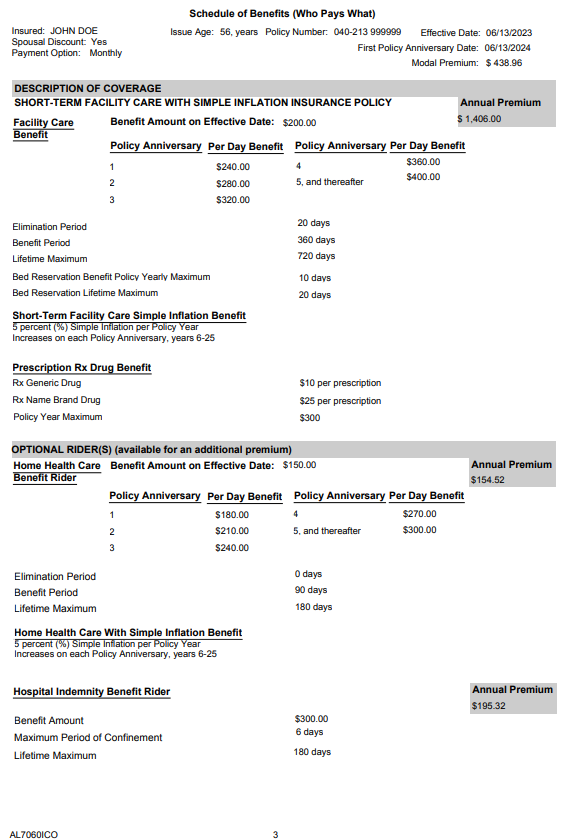 Schedule of Benefits (Who Pays What)
Insured: JOHN DOE Issue Age: 56, years Policy Number: 040-213 999999 Effective Date: 06/13/2023
Spousal Discount: Yes First Policy Anniversary Date: 06/13/2024
Payment Option: Monthly Modal Premium: $ 438.96
DESCRIPTION OF COVERAGE
SHORT-TERM FACILITY CARE WITH SIMPLE INFLATION INSURANCE POLICY Annual Premium
Facility Care Benefit Amount on Effective Date: $200.00 $ 1,406.00
Benefit
Policy Anniversary Per Day Benefit Policy Anniversary Per Day Benefit
1 $240.00 4 $360.00
2 $280.00 5, and thereafter $400.00
3 $320.00
Elimination Period 20 days
Benefit Period 360 days
Lifetime Maximum 720 days
Bed Reservation Benefit Policy Yearly Maximum 10 days
Bed Reservation Lifetime Maximum 20 days
Short-Term Facility Care Simple Inflation Benefit
5 percent (%) Simple Inflation per Policy Year
Increases on each Policy Anniversary, years 6-25
Prescription Rx Drug Benefit
Rx Generic Drug $10 per prescription
Rx Name Brand Drug $25 per prescription
Policy Year Maximum $300
OPTIONAL RIDER(S) (available for an additional premium)
Home Health Care Benefit Amount on Effective Date: $150.00 Annual Premium
Benefit Rider $154.52
Policy Anniversary Per Day Benefit Policy Anniversary Per Day Benefit
1 $180.00 4 $270.00
2 $210.00 5, and thereafter $300.00
3 $240.00
Elimination Period 0 days
Benefit Period 90 days
Lifetime Maximum 180 days
Home Health Care With Simple Inflation Benefit
5 percent (%) Simple Inflation per Policy Year
Increases on each Policy Anniversary, years 6-25
Hospital Indemnity Benefit Rider Annual Premium
$195.32
Benefit Amount $300.00
Maximum Period of Confinement 6 days
Lifetime Maximum 180 days
AL7060ICO 3